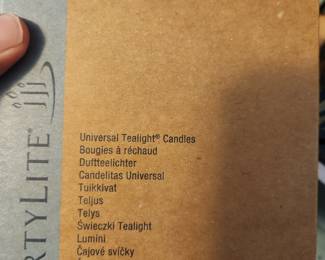 RTYLITE®
Universal Tealight® Candles
Bougies à réchaud
Duftteelichter
Candelitas Universal
Tuikkivat
Teljus
Telys
Świeczki Tealight
Lumini
Čajové svíčky